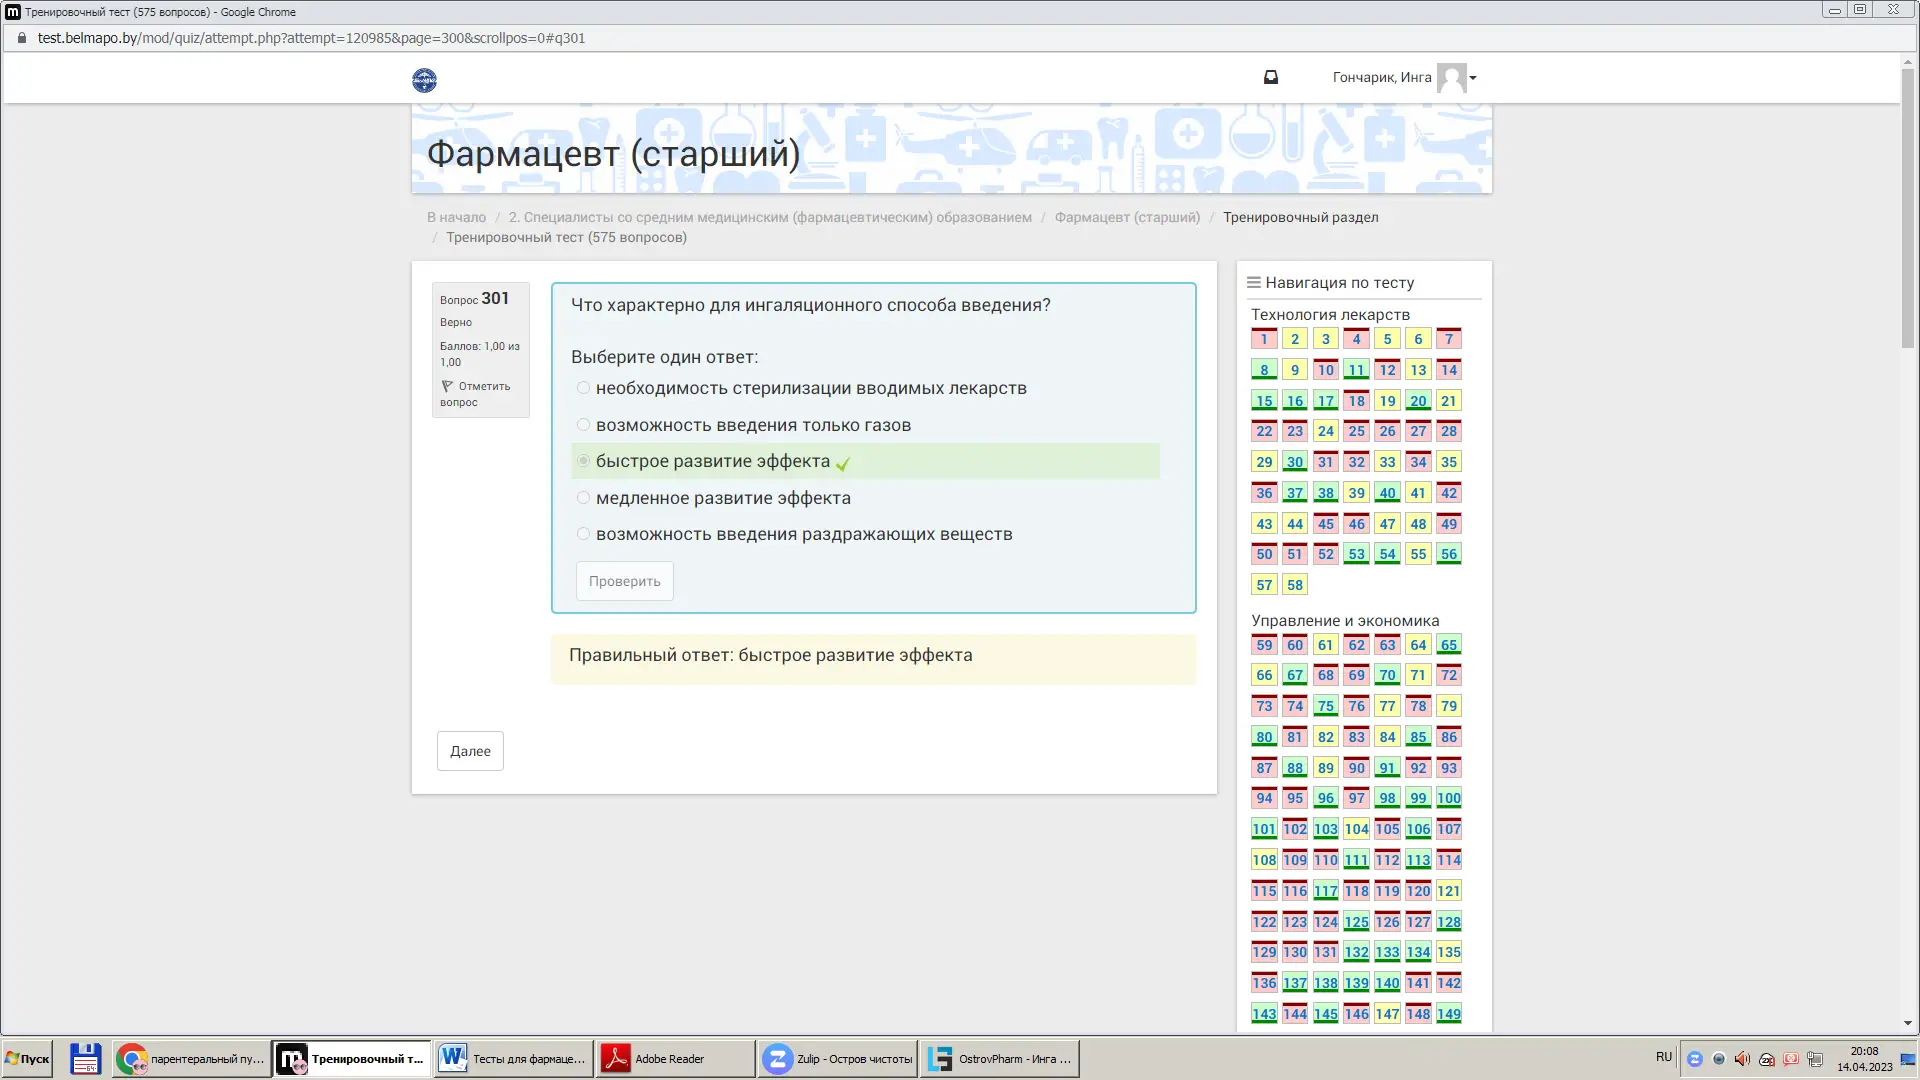 Тренировочный тест (575 вопросов) - Google Chrome
test.belmapo.by/mod/quiz/attempt.php?attempt=120985&page=300&scrollpos=0#q301
Гончарик, Инга
Фармацевт (старший)
В начало / 2. Специалисты со средним медицинским (фармацевтическим) образованием / Фармацевт (старший) / Тренировочный раздел
/ Тренировочный тест (575 вопросов)
Вопрос 301
Верно
Баллов: 1,00 из
1,00
Отметить
вопрос
Что характерно для ингаляционного способа введения?
Выберите один ответ:
необходимость стерилизации вводимых лекарств
возможность введения только газов
быстрое развитие эффекта
медленное развитие эффекта
возможность введения раздражающих веществ
Проверить
Правильный ответ: быстрое развитие эффекта
Далее
Навигация по тесту
Технология лекарств
1 2 3 4 5 6 7
8 9 10 11 12 13 14
15 16 17 18 19 20 21
22 23 24 25 26 27 28
29 30 31 32 33 34 35
36 37 38 39 40 41 42
43 44 45 46 47 48 49
50 51 52 53 54 55 56
57 58
Управление и экономика
59 60 61 62 63 64 65
66 67 68 69 70 71 72
73 74 75 76 77 78 79
80 81 82 83 84 85 86
87 88 89 90 91 92 93
94 95 96 97 98 99 100
101 102 103 104 105 106 107
108 109 110 111 112 113 114
115 116 117 118 119 120 121
122 123 124 125 126 127 128
129 130 131 132 133 134 135
136 137 138 139 140 141 142
143 144 145 146 147 148 149
Пуск
парентеральный пу...
Тренировочный т...
Тесты для фармаце...
Adobe Reader
Zulip - Остров чистоты
OstrovPharm - Инга ...
RU
20:08
14.04.2023